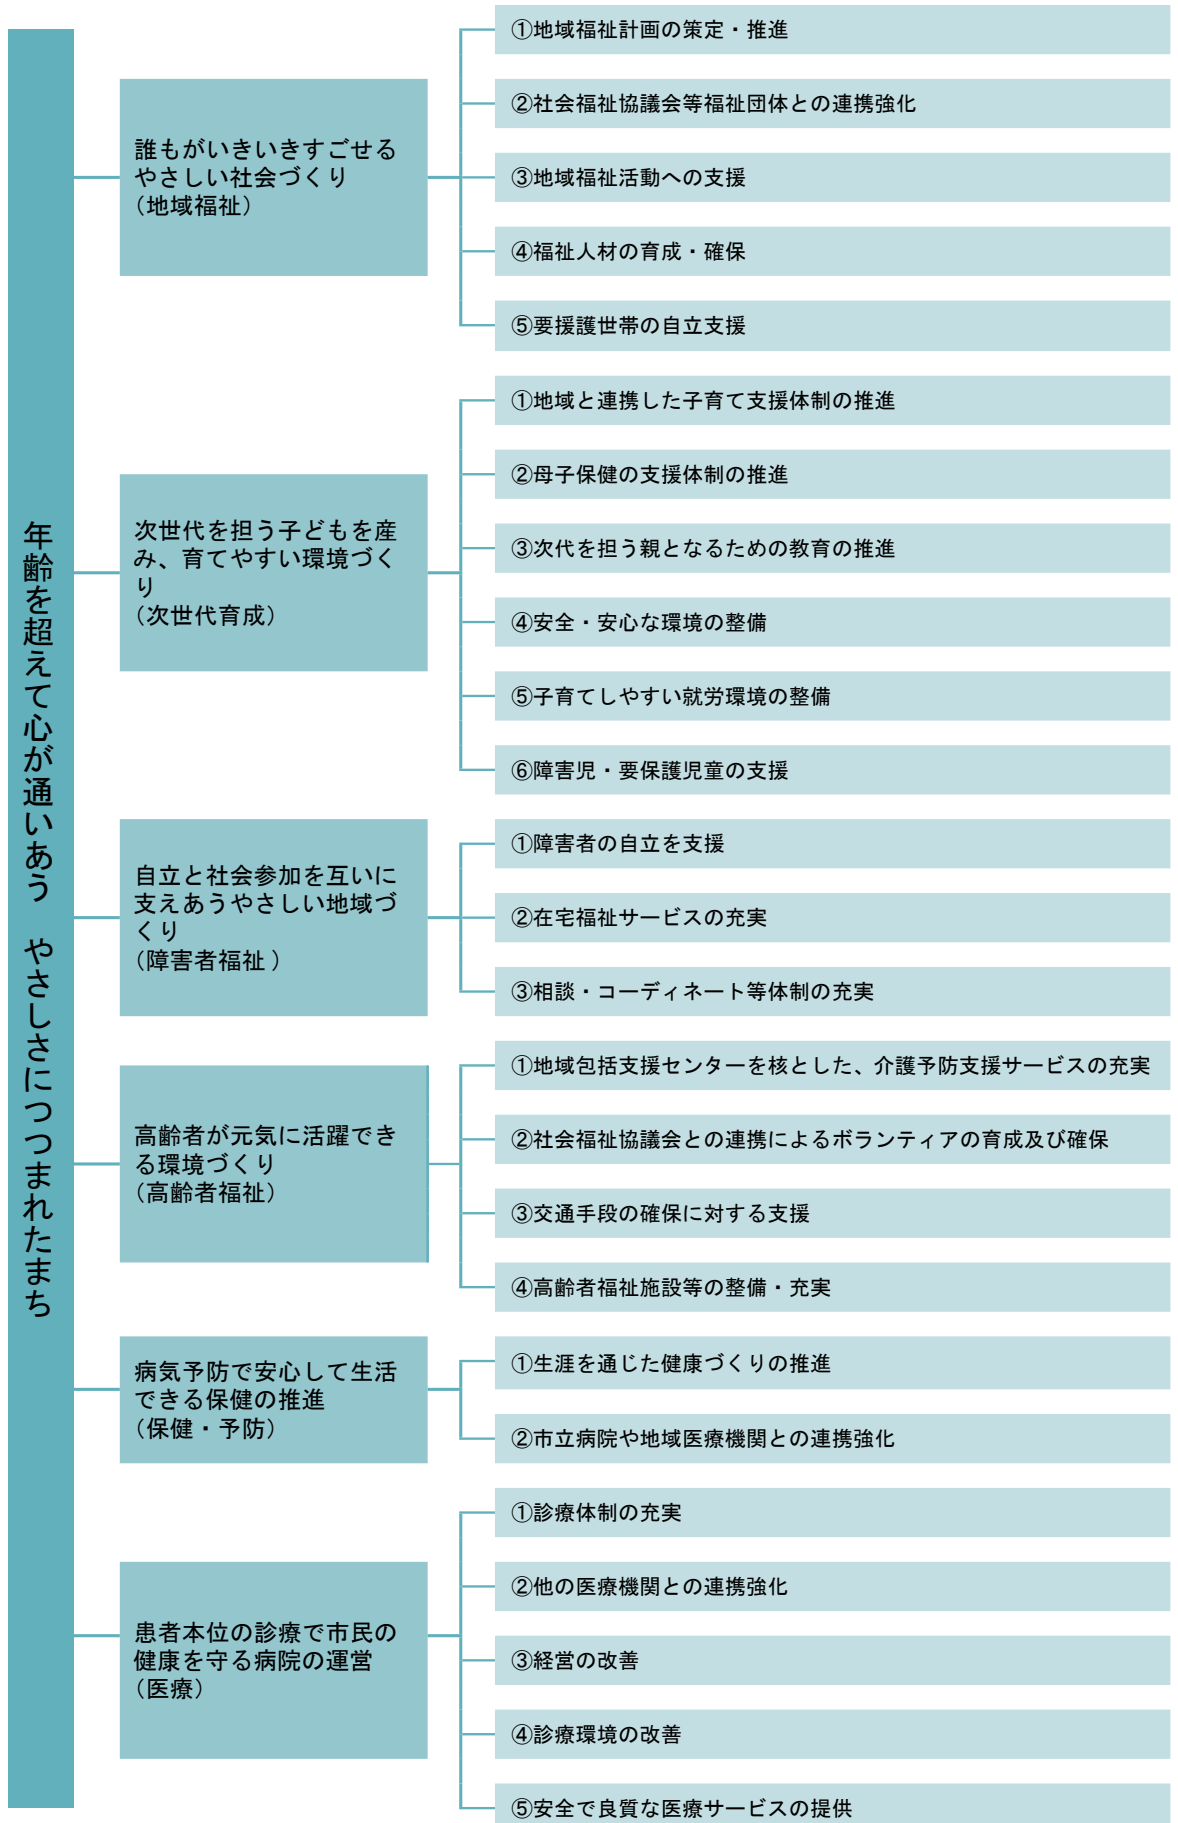 年齢を超えて心が通いあう　やさしさにつつまれたまち
誰もがいきいきすごせる
やさしい社会づくり
（地域福祉）
①地域福祉計画の策定・推進
②社会福祉協議会等福祉団体との連携強化
③地域福祉活動への支援
④福祉人材の育成・確保
⑤要援護世帯の自立支援
次世代を担う子どもを産
み、育てやすい環境づく
り
（次世代育成）
①地域と連携した子育て支援体制の推進
②母子保健の支援体制の推進
③次代を担う親となるための教育の推進
④安全・安心な環境の整備
⑤子育てしやすい就労環境の整備
⑥障害児・要保護児童の支援
自立と社会参加を互いに
支えあうやさしい地域づ
くり
（障害者福祉）
①障害者の自立を支援
②在宅福祉サービスの充実
③相談・コーディネート等体制の充実
高齢者が元気に活躍でき
る環境づくり
（高齢者福祉）
①地域包括支援センターを核とした、介護予防支援サービスの充実
②社会福祉協議会との連携によるボランティアの育成及び確保
③交通手段の確保に対する支援
④高齢者福祉施設等の整備・充実
病気予防で安心して生活
できる保健の推進
（保健・予防）
①生涯を通じた健康づくりの推進
②市立病院や地域医療機関との連携強化
患者本位の診療で市民の
健康を守る病院の運営
（医療）
①診療体制の充実
②他の医療機関との連携強化
③経営の改善
④診療環境の改善
⑤安全で良質な医療サービスの提供